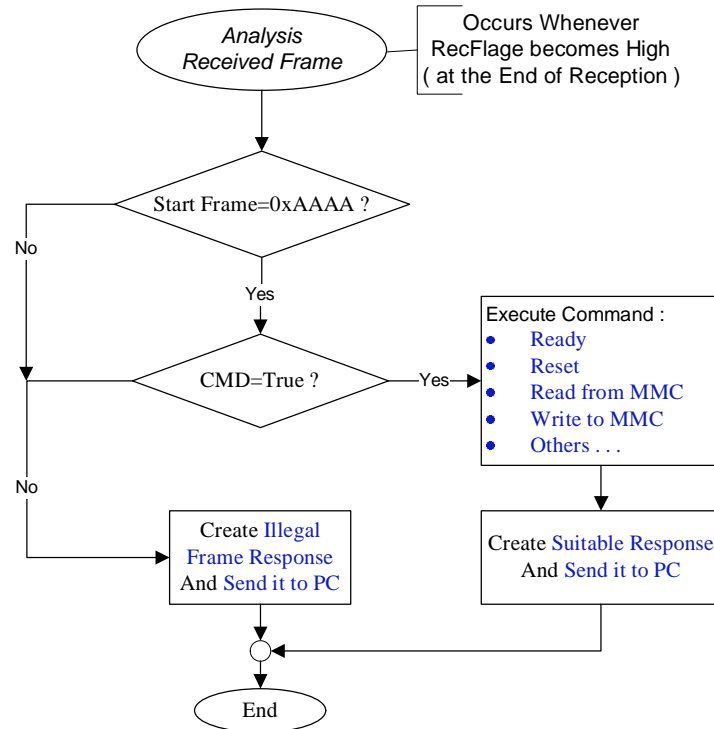 Analysis
Received Frame
Occurs Whenever
RecFlage becomes High
( at the End of Reception )
Start Frame=0xAAAA ?
No
Yes
CMD=True ?
Yes
Execute Command :
• Ready
• Reset
• Read from MMC
• Write to MMC
• Others . . .
No
Create Illegal
Frame Response
And Send it to PC
Create Suitable Response
And Send it to PC
End